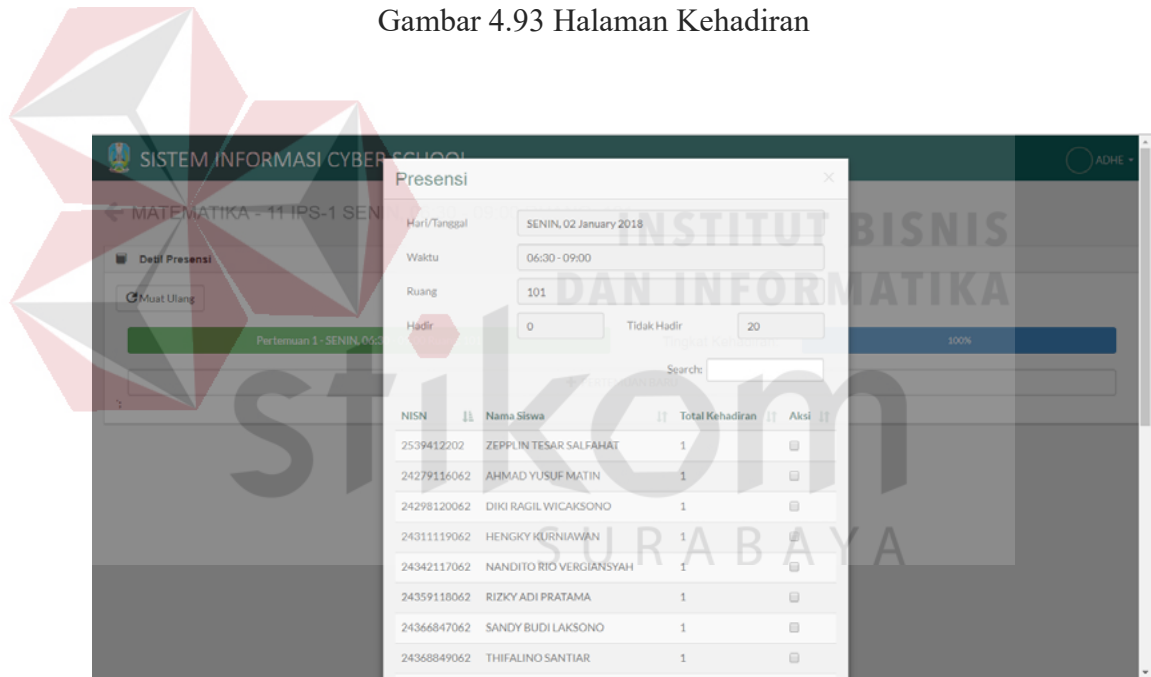 Gambar 4.93 Halaman Kehadiran
SISTEM INFORMASI CYBER SCHOOL
ADHE
MATEMATIKA - 11 IPS-1 SEN
Detil Presensi
Muat Ulang
Pertemuan 1 - SENIN, 06:3
100%
Presensi
×
Hari/Tanggal SENIN, 02 January 2018
Waktu 06:30 - 09:00
Ruang 101
Hadir 0 Tidak Hadir 20
Search:
NISN Nama Siswa Total Kehadiran Aksi
2539412202 ZEPPLIN TESAR SALFAHAT 1
24279116062 AHMAD YUSUF MATIN 1
24298120062 DIKI RAGIL WICAKSONO 1
24311119062 HENGKY KURNIAWAN 1
24342117062 NANDITO RIO VERGIANSYAH 1
24359118062 RIZKY ADI PRATAMA 1
24366847062 SANDY BUDI LAKSONO 1
24368849062 THIFALINO SANTIAR 1
INSTITUT BISNIS
DAN INFORMATIKA
stikom
SURABAYA